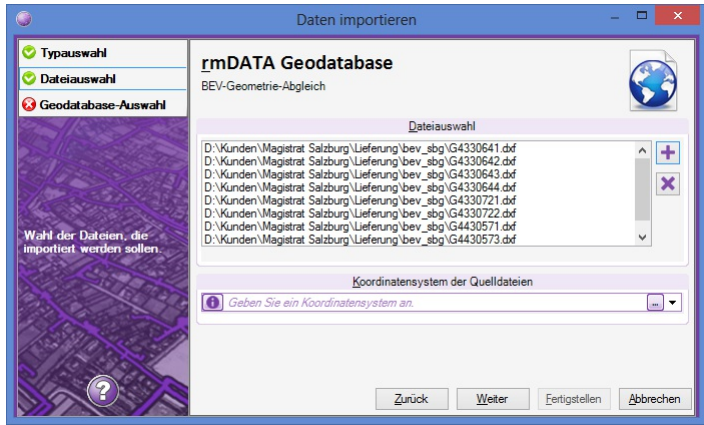 Daten importieren
Typauswahl
Dateiauswahl
Geodatabase-Auswahl
Wahl der Dateien, die
importiert werden sollen.
?
rmDATA Geodatabase
BEV-Geometrie-Abgleich
Dateiauswahl
D:\Kunden\Magistrat Salzburg\Lieferung\bev_sbg\G4330641.dxf
D:\Kunden\Magistrat Salzburg\Lieferung\bev_sbg\G4330642.dxf
D:\Kunden\Magistrat Salzburg\Lieferung\bev_sbg\G4330643.dxf
D:\Kunden\Magistrat Salzburg\Lieferung\bev_sbg\G4330644.dxf
D:\Kunden\Magistrat Salzburg\Lieferung\bev_sbg\G4330721.dxf
D:\Kunden\Magistrat Salzburg\Lieferung\bev_sbg\G4330722.dxf
D:\Kunden\Magistrat Salzburg\Lieferung\bev_sbg\G4430571.dxf
D:\Kunden\Magistrat Salzburg\Lieferung\bev_sbg\G4430573.dxf
Koordinatensystem der Quelldateien
Geben Sie ein Koordinatensystem an.
...
Zurück Weiter Fertigstellen Abbrechen